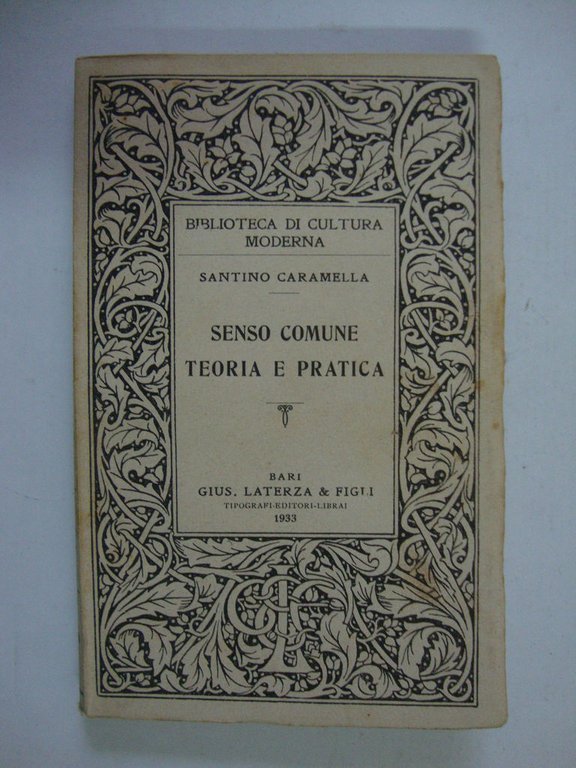 BIBLIOTECA DI CULTURA
MODERNA
SANTINO CARAMELLA
SENSO COMUNE
TEORIA E PRATICA
BARI
GIUS. LATERZA & FIGLI
TIPOGRAFI-EDITORI-LIBRAI
1933